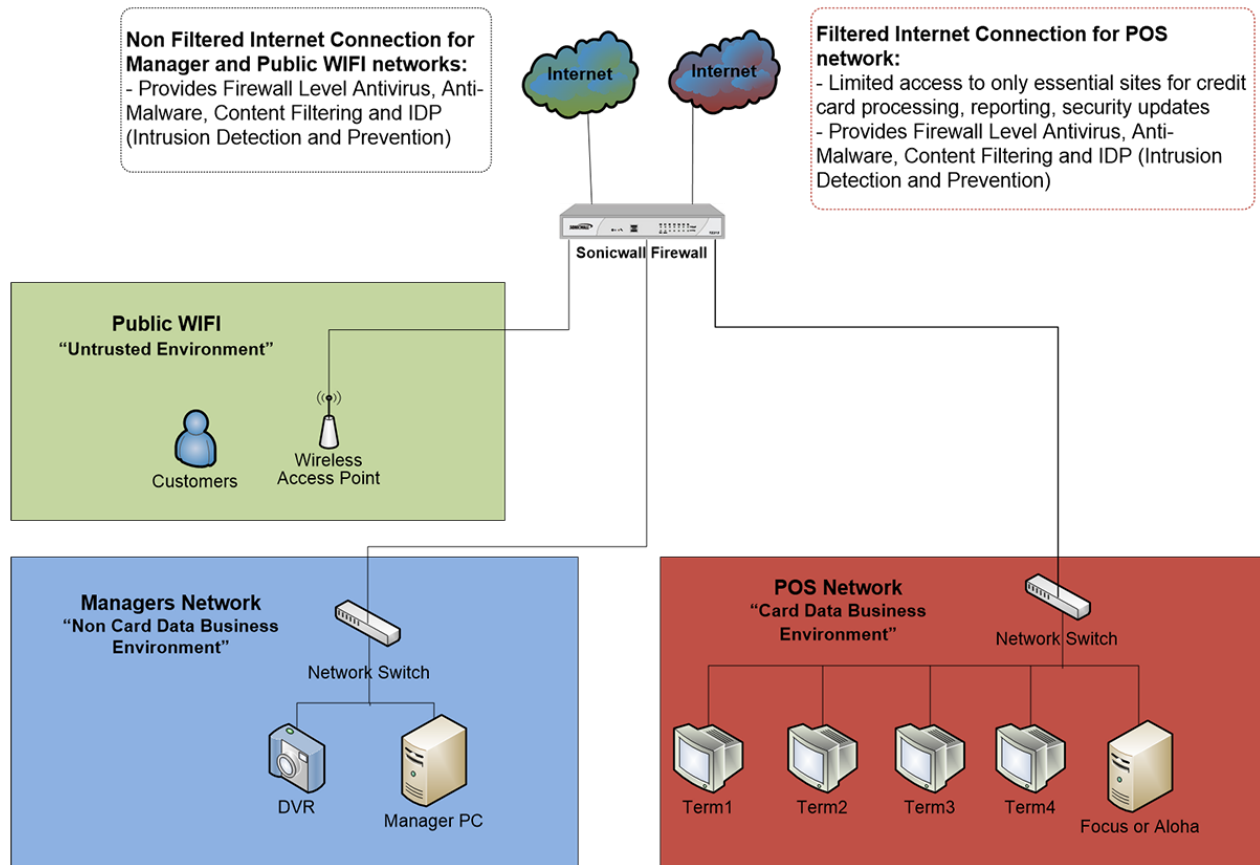 Non Filtered Internet Connection for
Manager and Public WIFI networks:
- Provides Firewall Level Antivirus, Anti-
Malware, Content Filtering and IDP
(Intrusion Detection and Prevention)
Internet
Internet
Filtered Internet Connection for POS
network:
- Limited access to only essential sites for credit
card processing, reporting, security updates
- Provides Firewall Level Antivirus, Anti-
Malware, Content Filtering and IDP (Intrusion
Detection and Prevention)
SONICWALL
Sonicwall Firewall
Public WIFI
“Untrusted Environment”
Customers
Wireless
Access Point
Managers Network
“Non Card Data Business
Environment”
Network Switch
DVR
Manager PC
POS Network
“Card Data Business
Environment”
Network Switch
Term1
Term2
Term3
Term4
Focus or Aloha